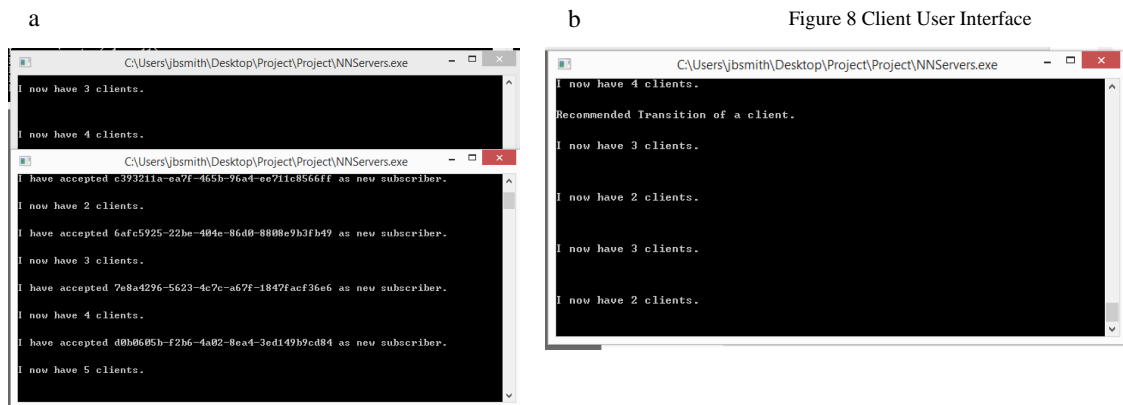 a
b
Figure 8 Client User Interface
C:\Users\jbsmith\Desktop\Project\Project\NNServers.exe
I now have 3 clients.
I now have 4 clients.
C:\Users\jbsmith\Desktop\Project\Project\NNServers.exe
I have accepted c393211a-ea7f-465b-96a4-ee711c8566ff as new subscriber.
I now have 2 clients.
I have accepted 6afc5925-22be-404e-86d0-8808e9b3fb49 as new subscriber.
I now have 3 clients.
I have accepted 7e8a4296-5623-4c7c-a67f-1847facf36e6 as new subscriber.
I now have 4 clients.
I have accepted d0b0605b-f2b6-4a02-8ea4-3ed149b9cd84 as new subscriber.
I now have 5 clients.
C:\Users\jbsmith\Desktop\Project\Project\NNServers.exe
I now have 4 clients.
Recommended Transition of a client.
I now have 3 clients.
I now have 2 clients.
I now have 3 clients.
I now have 2 clients.